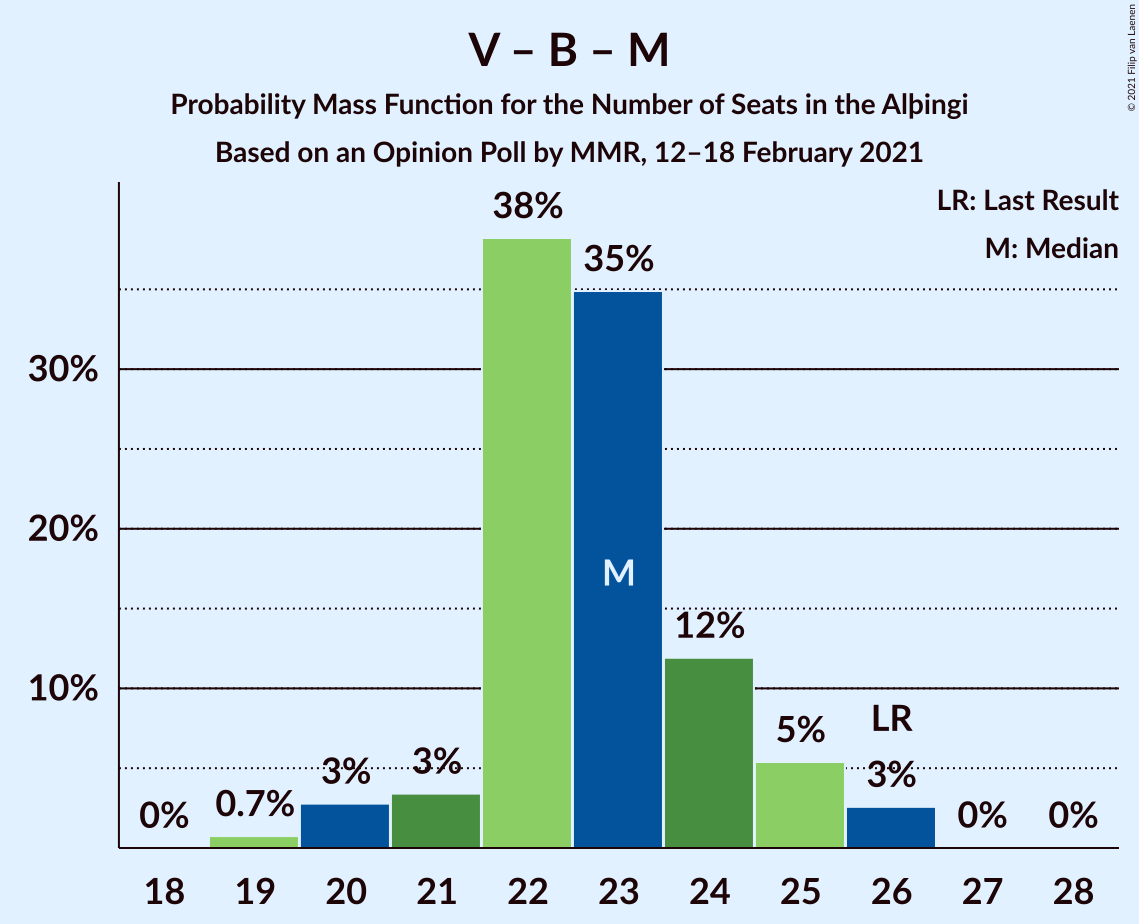 V – B – M
Probability Mass Function for the Number of Seats in the Alþingi
Based on an Opinion Poll by MMR, 12–18 February 2021
© 2021 Filip van Laenen
LR: Last Result
M: Median
38%
35%
30%
20%
M
12%
10%
LR
5%
3%
3%
3%
0.7%
0%
0%
0%
18 19 20 21 22 23 24 25 26 27 28